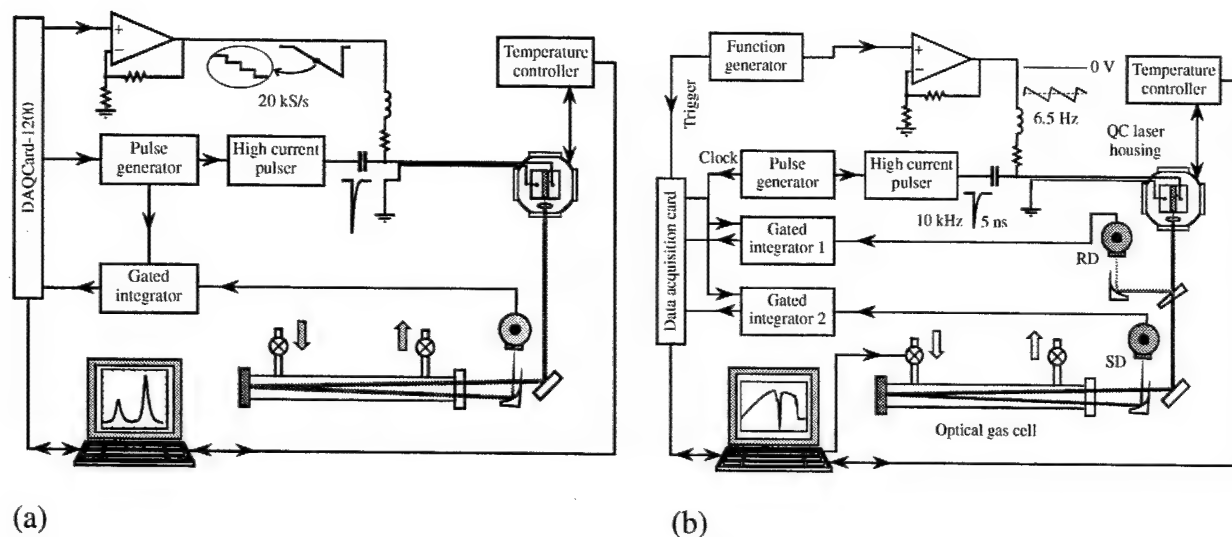 +
−
20 kS/s
Temperature
controller
DAQCard-1200
Pulse
generator
High current
pulser
Gated
integrator
(a)
Function
generator
+
−
0 V
6.5 Hz
Temperature
controller
Trigger
QC laser
housing
Clock
Pulse generator
High current
pulser
10 kHz
5 ns
Data acquisition card
Gated
integrator 1
RD
Gated
integrator 2
SD
Optical gas cell
(b)